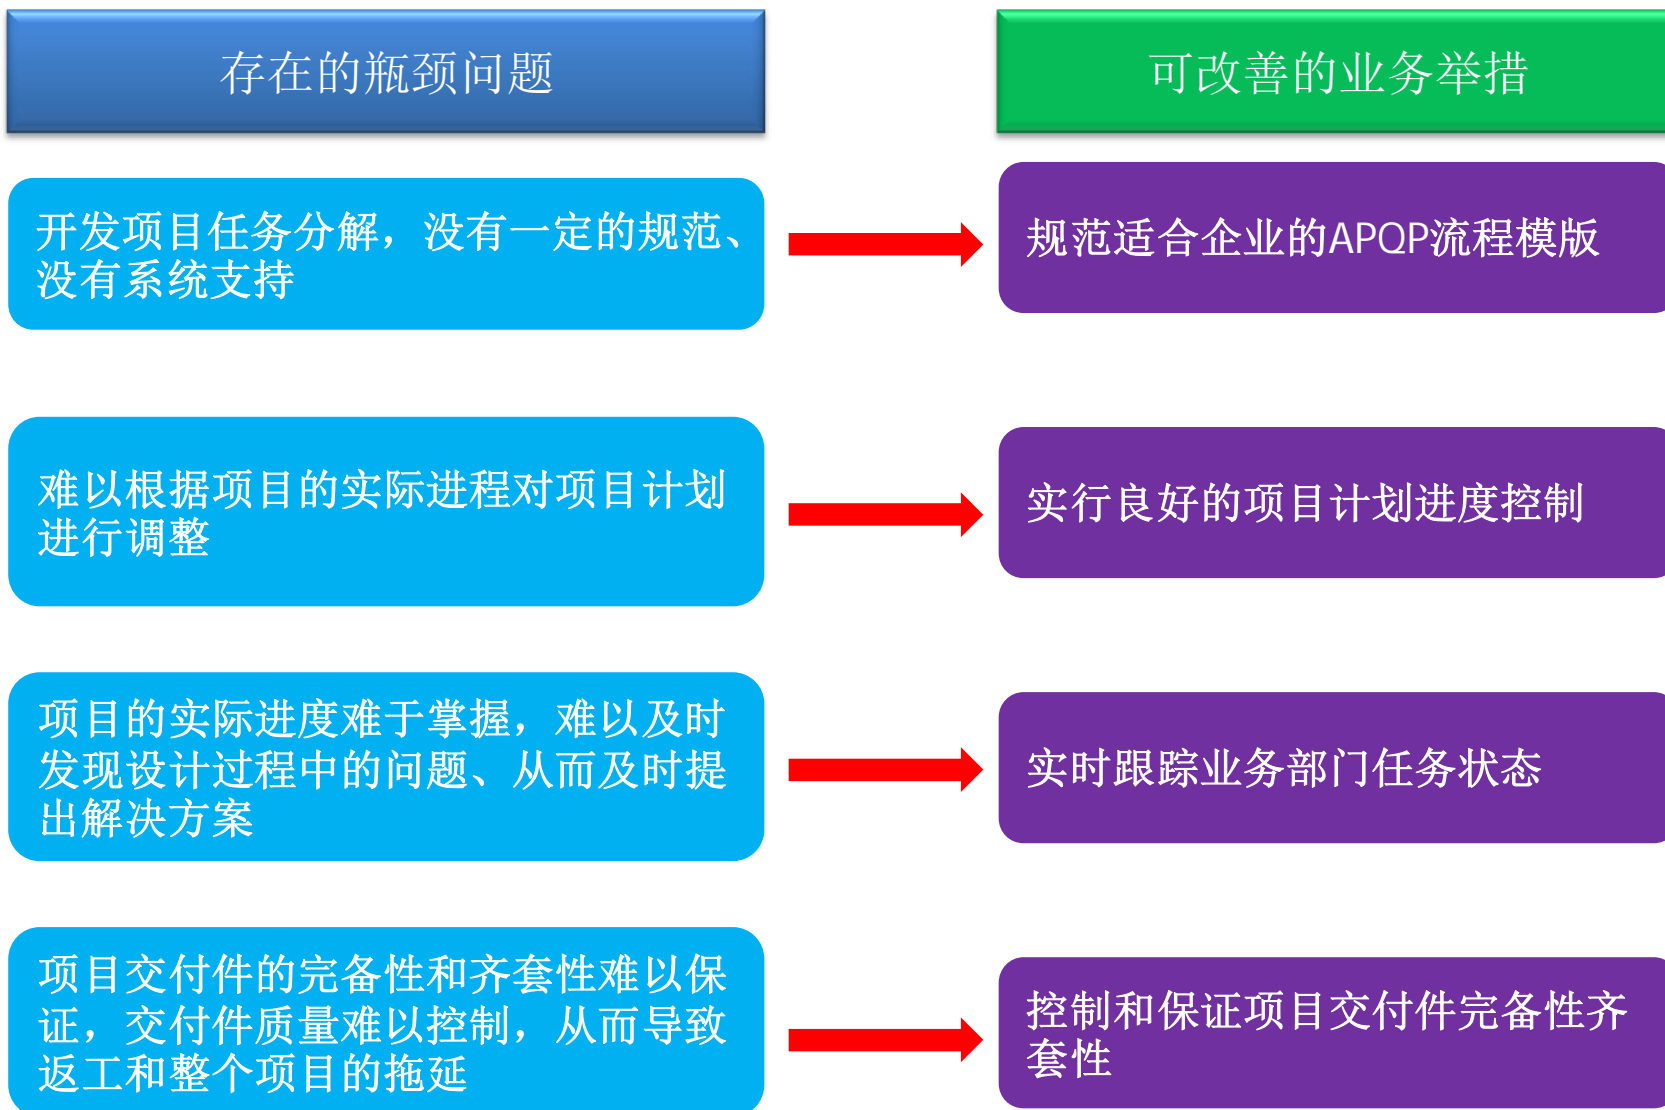 存在的瓶颈问题
可改善的业务举措
开发项目任务分解，没有一定的规范、
没有系统支持
规范适合企业的APQP流程模版
难以根据项目的实际进程对项目计划
进行调整
实行良好的项目计划进度控制
项目的实际进度难于掌握，难以及时
发现设计过程中的问题、从而及时提
出解决方案
实时跟踪业务部门任务状态
项目交付件的完备性和齐套性难以保
证，交付件质量难以控制，从而导致
返工和整个项目的拖延
控制和保证项目交付件完备性齐
套性